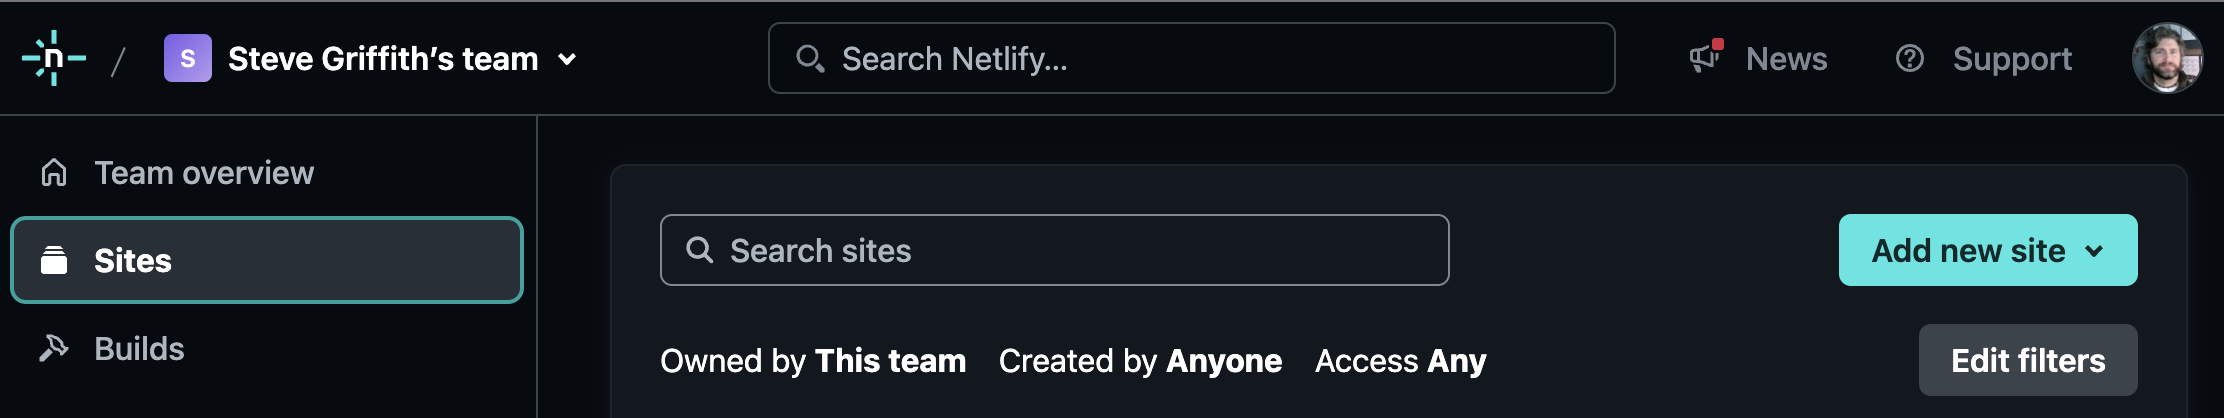 n / S Steve Griffith's team
Search Netlify...
News
Support
Team overview
Sites
Builds
Search sites
Add new site
Owned by This team Created by Anyone Access Any
Edit filters